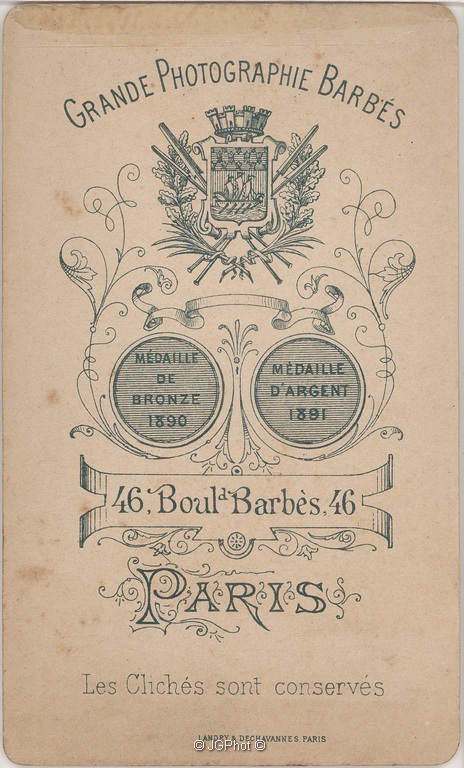 GRANDE PHOTOGRAPHIE BARBÉS
MÉDAILLE
DE
BRONZE
1890
MÉDAILLE
D'ARGENT
1891
46, Boulᵈ Barbès, 46
PARIS
Les Clichés sont conservés
LANDRY & DECHAVANNES. PARIS
© JGPhot ©